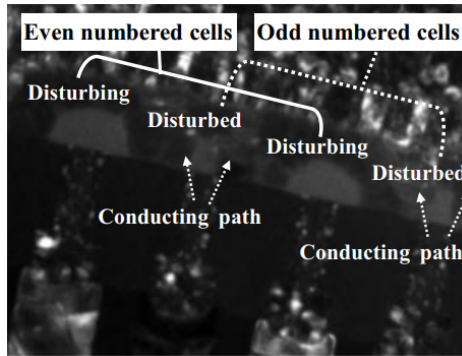 Even numbered cells Odd numbered cells
Disturbing
Disturbed
Disturbing
Disturbed
Conducting path
Conducting path